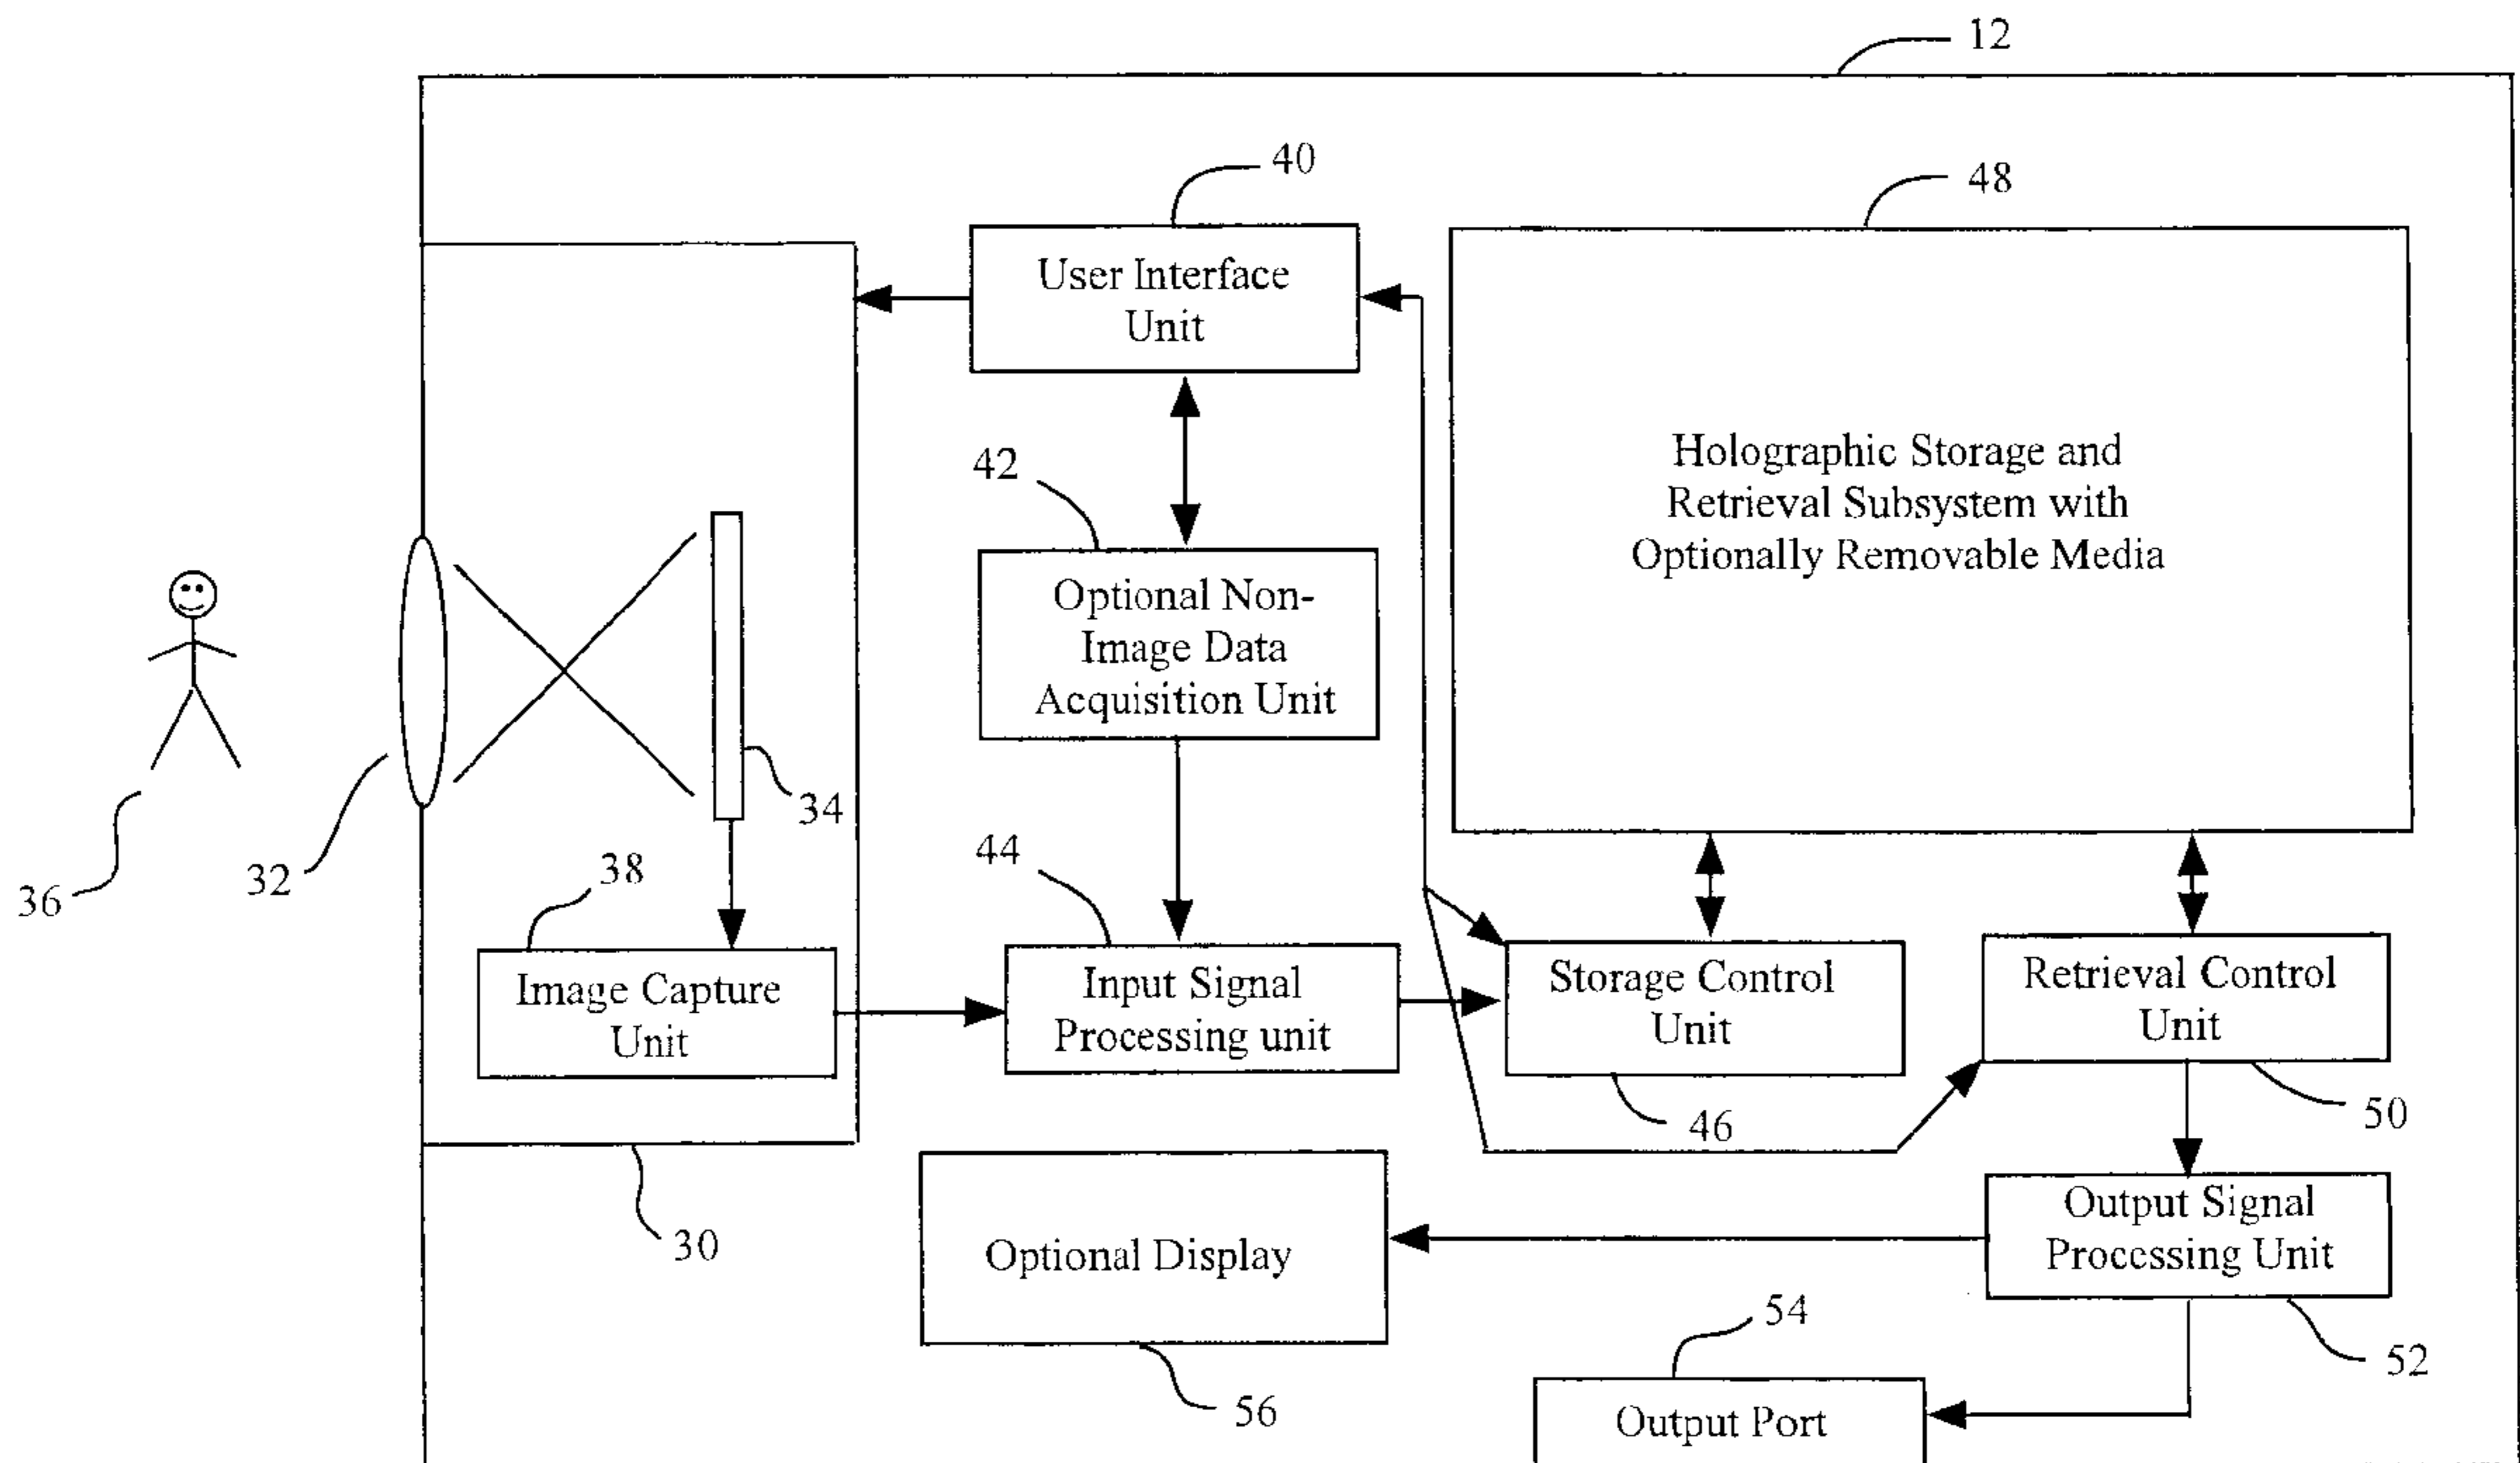 12
40
48
User Interface
Unit
Holographic Storage and
Retrieval Subsystem with
Optionally Removable Media
42
Optional Non-
Image Data
Acquisition Unit
34
36
32
38
44
Image Capture
Unit
Input Signal
Processing unit
Storage Control
Unit
Retrieval Control
Unit
46
50
30
Optional Display
Output Signal
Processing Unit
54
52
56
Output Port